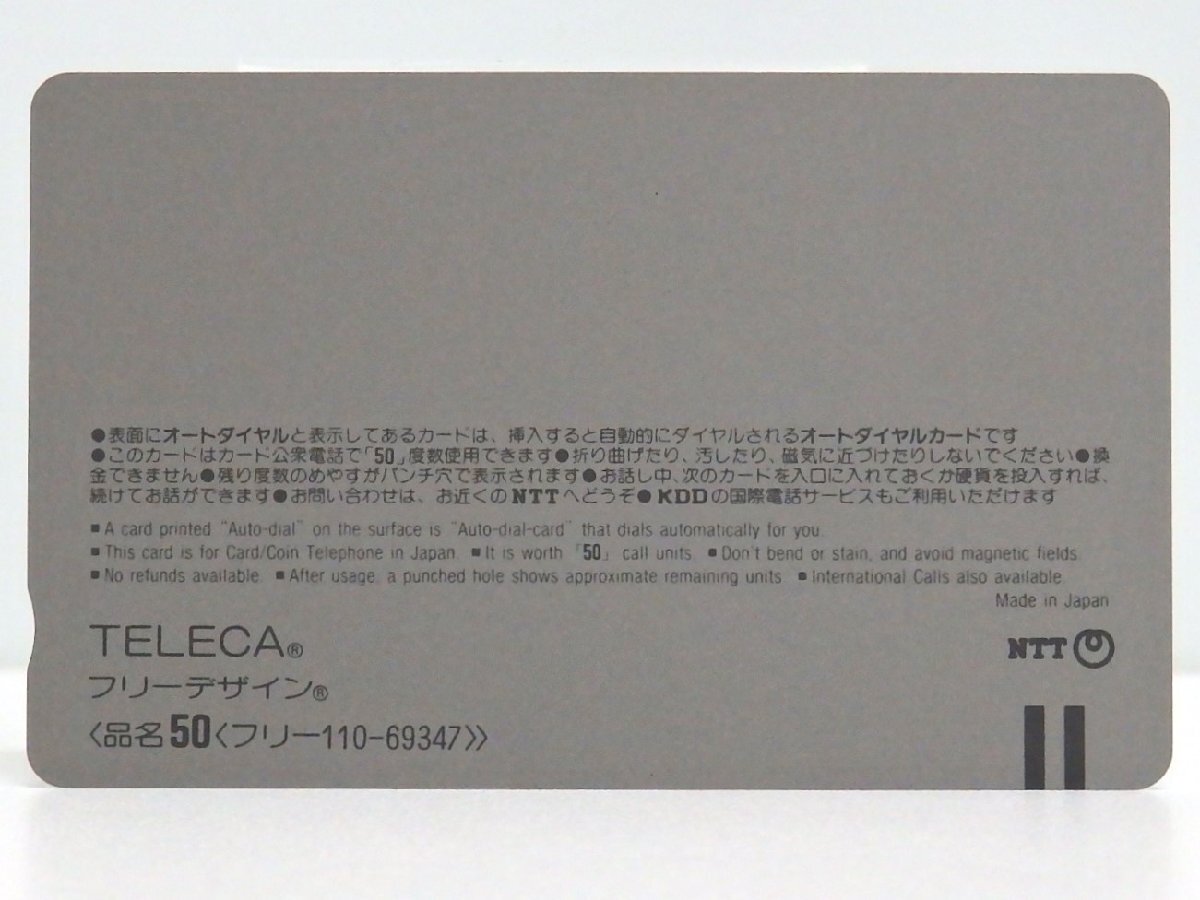 ●表面にオートダイヤルと表示してあるカードは、挿入すると自動的にダイヤルされるオートダイヤルカードです
●このカードはカード公衆電話で「50」度数使用できます●折り曲げたり、汚したり、磁気に近づけたりしないでください●換
金できません●残り度数のめやすがパンチ穴で表示されます●お話し中、次のカードを入口に入れておくか硬貨を投入すれば、
続けてお話ができます●お問い合わせは、お近くのNTTへどうぞ●KDDの国際電話サービスもご利用いただけます
■A card printed "Auto-dial" on the surface is "Auto-dial-card" that dials automatically for you.
■This card is for Card/Coin Telephone in Japan. ■It is worth「50」call units. ■Don't bend or stain, and avoid magnetic fields.
■No refunds available. ■After usage, a punched hole shows approximate remaining units. ■International Calls also available.
Made in Japan
TELECA®
NTT
フリーデザイン®
〈品名50〈フリー110-69347〉〉